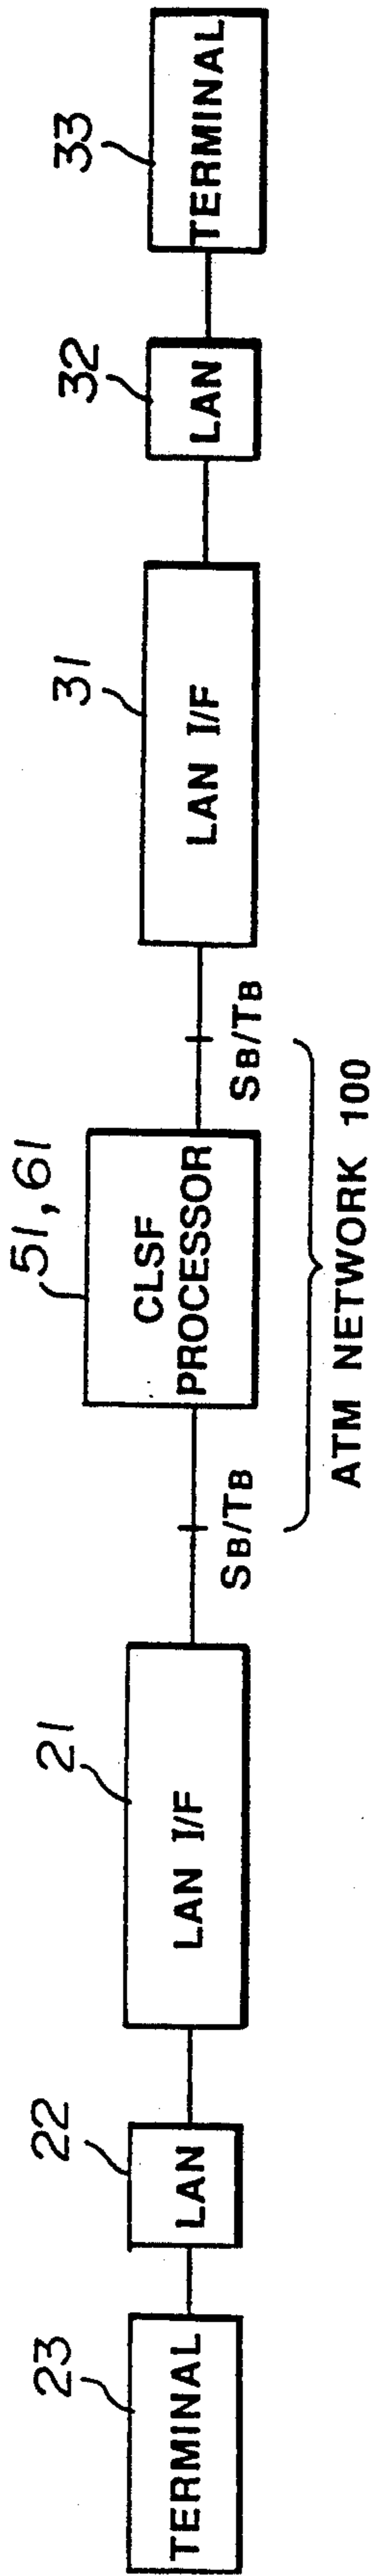 23
TERMINAL
22
LAN
21
LAN I/F
SB/TB
51, 61
CLSF
PROCESSOR
SB/TB
ATM NETWORK 100
31
LAN I/F
32
LAN
33
TERMINAL